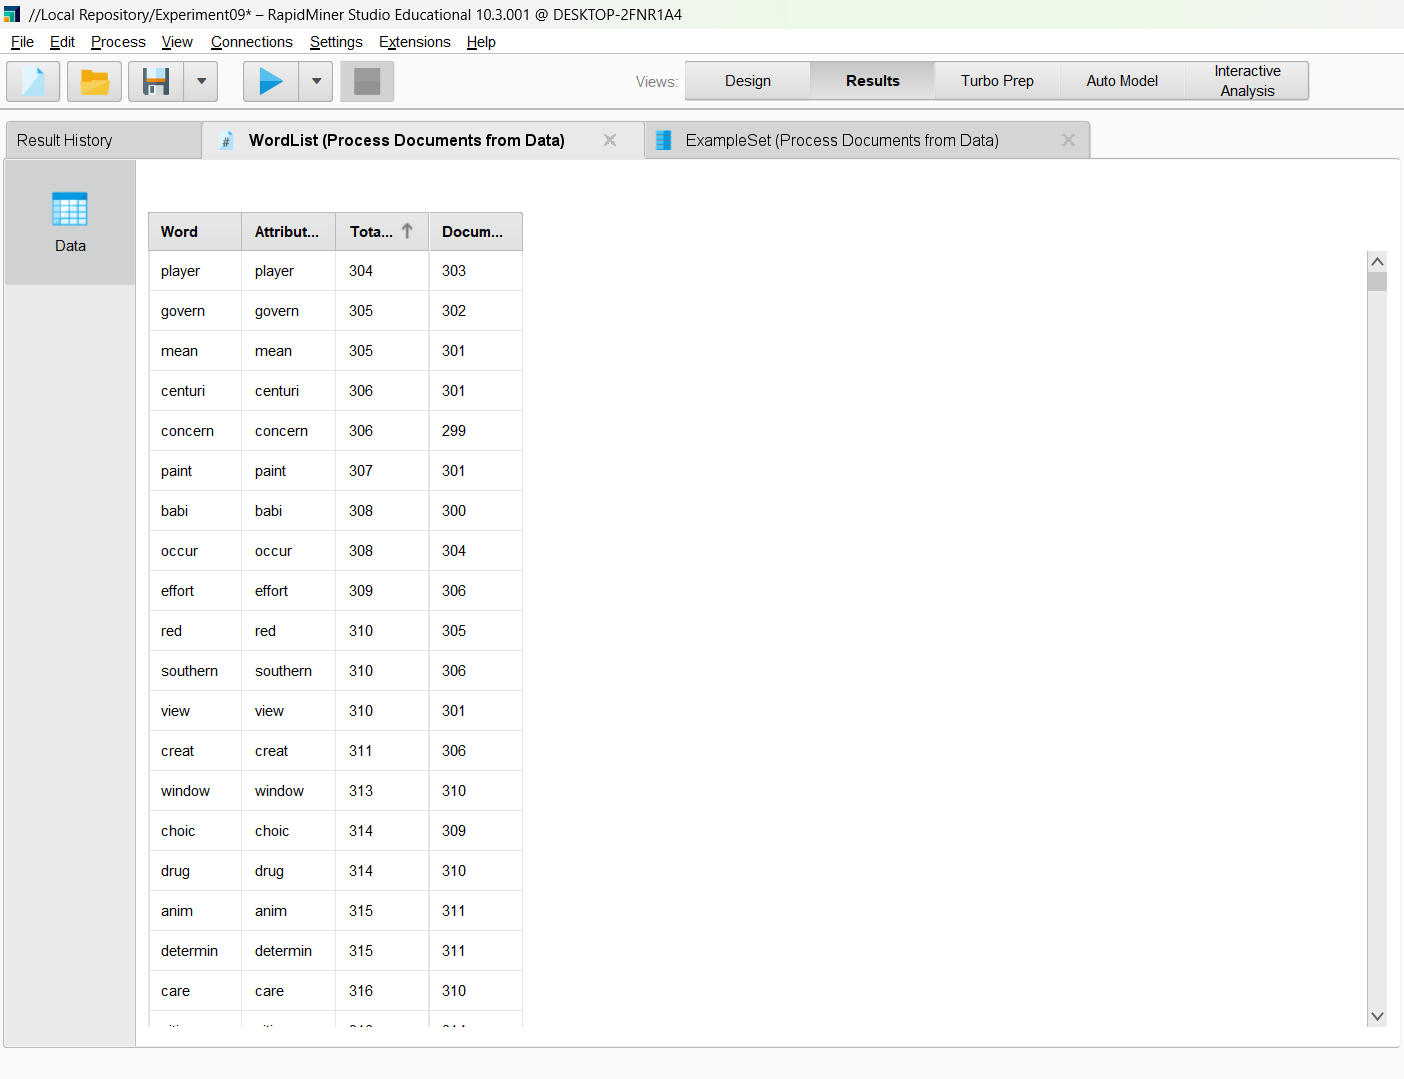 //Local Repository/Experiment09* – RapidMiner Studio Educational 10.3.001 @ DESKTOP-2FNR1A4
File Edit Process View Connections Settings Extensions Help
Views: Design Results Turbo Prep Auto Model Interactive Analysis
Result History # WordList (Process Documents from Data) ExampleSet (Process Documents from Data)
Data
Word Attribut... Tota... Docum...
player player 304 303
govern govern 305 302
mean mean 305 301
centuri centuri 306 301
concern concern 306 299
paint paint 307 301
babi babi 308 300
occur occur 308 304
effort effort 309 306
red red 310 305
southern southern 310 306
view view 310 301
creat creat 311 306
window window 313 310
choic choic 314 309
drug drug 314 310
anim anim 315 311
determin determin 315 311
care care 316 310